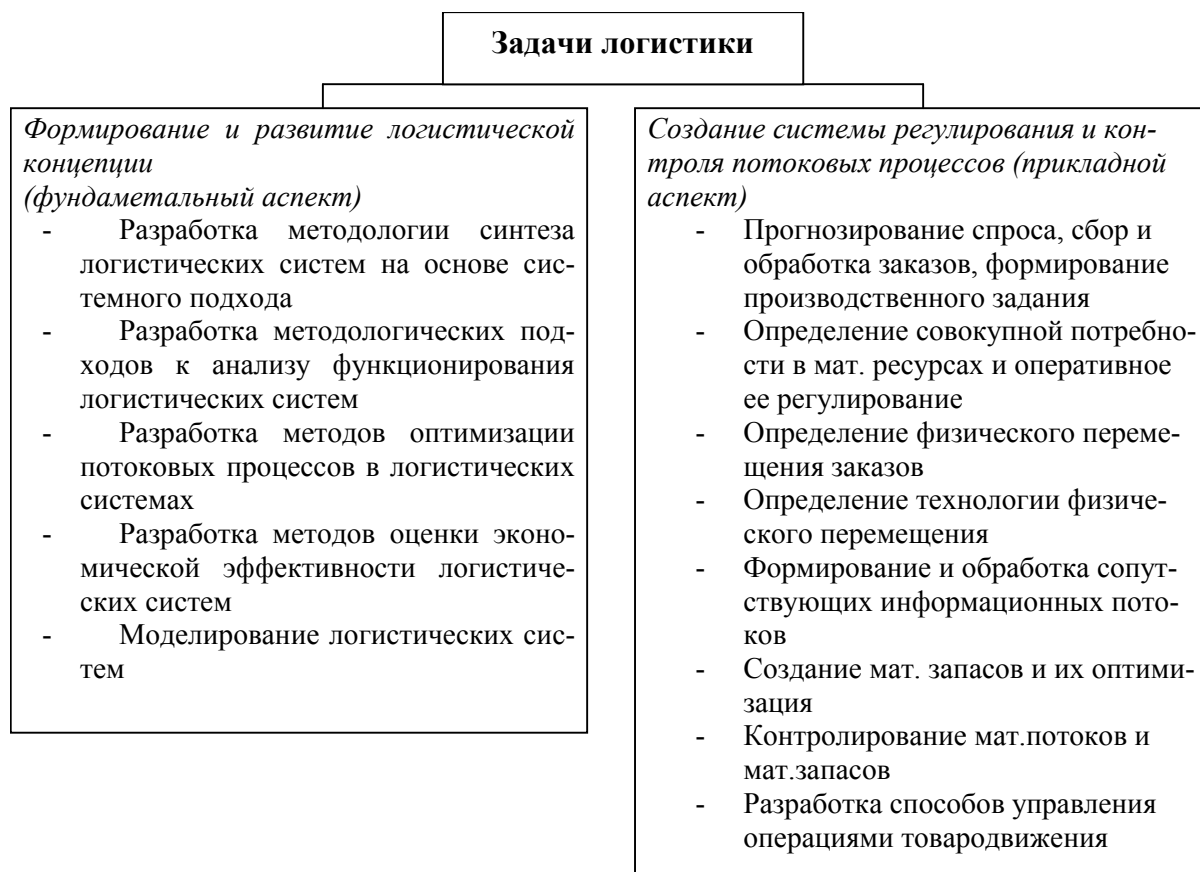 Задачи логистики
Формирование и развитие логистической
концепции
(фундаметальный аспект)
- Разработка методологии синтеза
логистических систем на основе сис-
темного подхода
- Разработка методологических под-
ходов к анализу функционирования
логистических систем
- Разработка методов оптимизации
потоковых процессов в логистических
системах
- Разработка методов оценки эконо-
мической эффективности логистиче-
ских систем
- Моделирование логистических сис-
тем
Создание системы регулирования и кон-
троля потоковых процессов (прикладной
аспект)
- Прогнозирование спроса, сбор и
обработка заказов, формирование
производственного задания
- Определение совокупной потребно-
сти в мат. ресурсах и оперативное
ее регулирование
- Определение физического переме-
щения заказов
- Определение технологии физиче-
ского перемещения
- Формирование и обработка сопут-
ствующих информационных пото-
ков
- Создание мат. запасов и их оптими-
зация
- Контролирование мат.потоков и
мат.запасов
- Разработка способов управления
операциями товародвижения